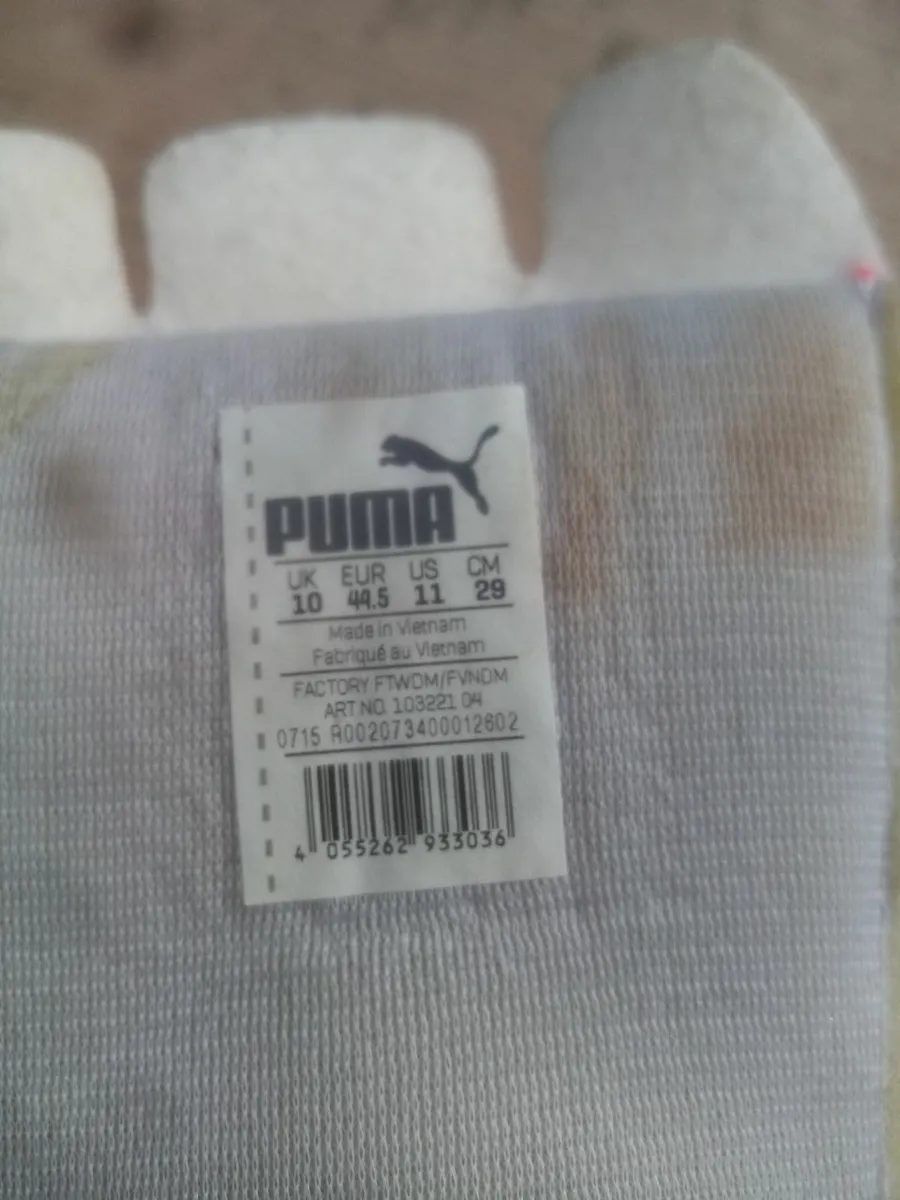 PUMA
UK EUR US CM
10 44.5 11 29
Made in Vietnam
Fabriqué au Vietnam
FACTORY FTWDM/FVNDM
ART NO. 103221 04
0715 R002073400012602
4 055262 933036